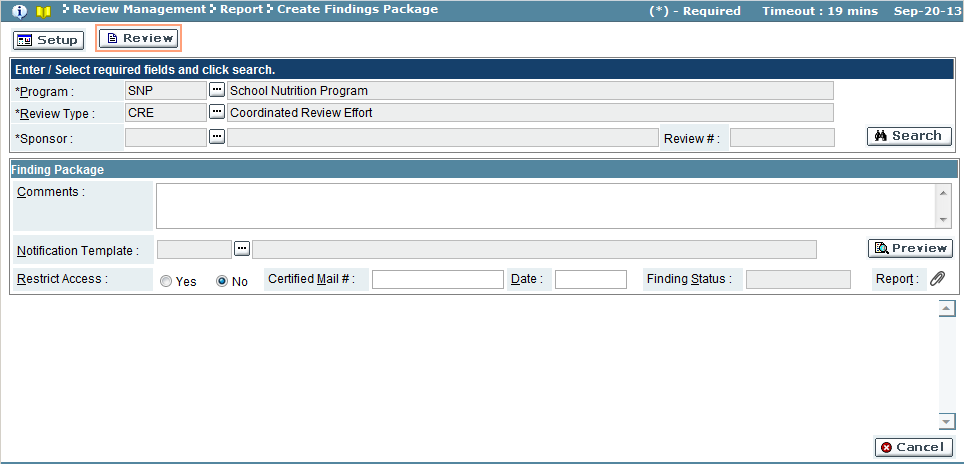 Review Management Report Create Findings Package (*) - Required Timeout : 19 mins Sep-20-13
Setup Review
Enter / Select required fields and click search.
*Program : SNP ... School Nutrition Program
*Review Type : CRE ... Coordinated Review Effort
*Sponsor : ... Review # : Search
Finding Package
Comments :
Notification Template : ... Preview
Restrict Access : Yes No Certified Mail # : Date : Finding Status : Report :
Cancel